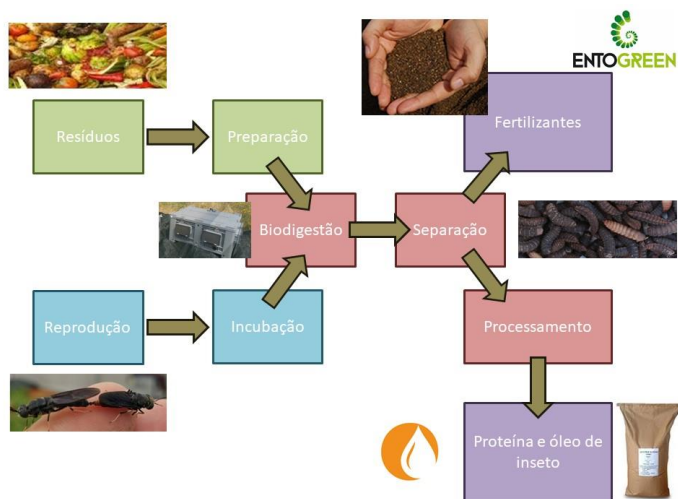 ENTOGREEN
Resíduos
Preparação
Fertilizantes
Biodigestão
Separação
Reprodução
Incubação
Processamento
Proteína e óleo de
inseto